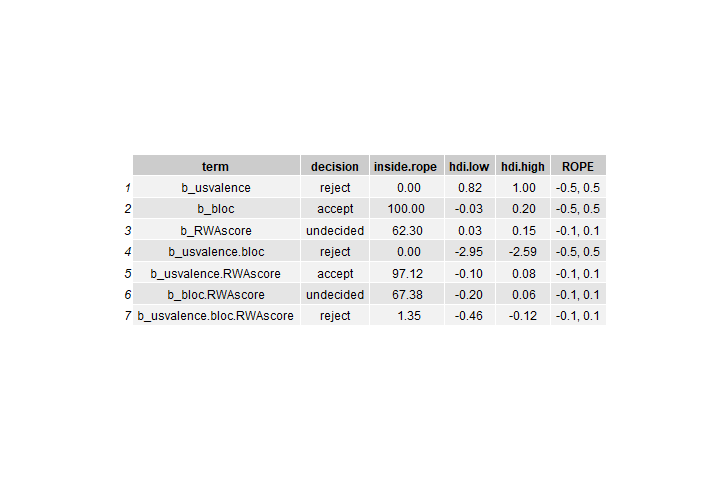 term decision inside.rope hdi.low hdi.high ROPE
1 b_usvalence reject 0.00 0.82 1.00 -0.5, 0.5
2 b_bloc accept 100.00 -0.03 0.20 -0.5, 0.5
3 b_RWAscore undecided 62.30 0.03 0.15 -0.1, 0.1
4 b_usvalence.bloc reject 0.00 -2.95 -2.59 -0.5, 0.5
5 b_usvalence.RWAscore accept 97.12 -0.10 0.08 -0.1, 0.1
6 b_bloc.RWAscore undecided 67.38 -0.20 0.06 -0.1, 0.1
7 b_usvalence.bloc.RWAscore reject 1.35 -0.46 -0.12 -0.1, 0.1